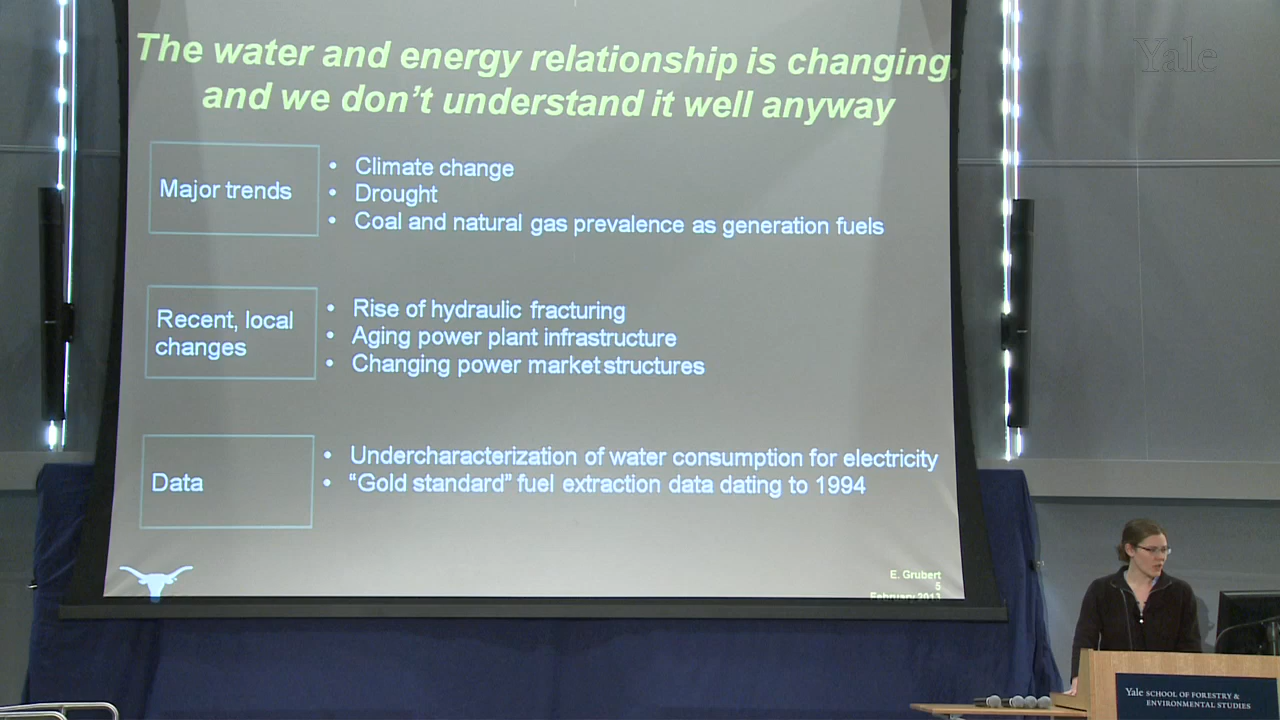 Yale
The water and energy relationship is changing,
and we don't understand it well anyway
Major trends
• Climate change
• Drought
• Coal and natural gas prevalence as generation fuels
Recent, local
changes
• Rise of hydraulic fracturing
• Aging power plant infrastructure
• Changing power market structures
Data
• Undercharacterization of water consumption for electricity
• “Gold standard” fuel extraction data dating to 1994
E. Grubert
5
February 2013
Yale SCHOOL OF FORESTRY &
ENVIRONMENTAL STUDIES